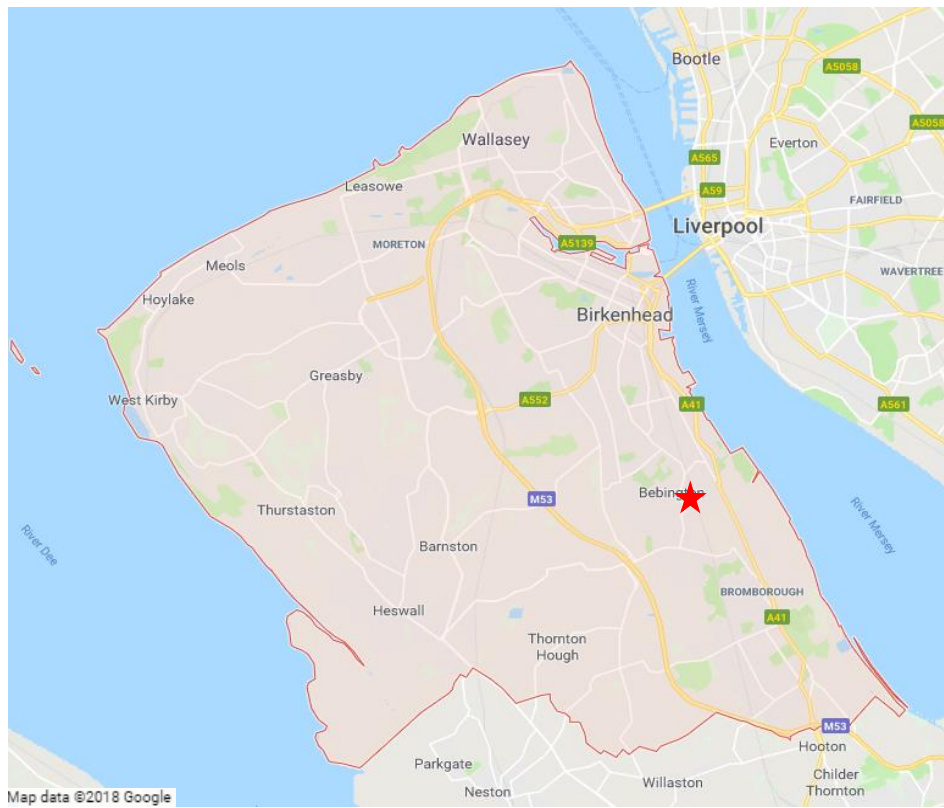 Bootle
A5058
A5058
Wallasey
Everton
A565
Leasowe
A59
FAIRFIELD
Liverpool
MORETON
A5139
Meols
WAVERTREE
Hoylake
River Mersey
Birkenhead
Greasby
West Kirby
A552
A41
A561
Bebington
M53
Thurstaston
River Mersey
River Dee
Barnston
BROMBOROUGH
Heswall
A41
Thornton
Hough
M53
Hooton
Parkgate
Willaston
Childer
Thornton
Neston
Map data ©2018 Google